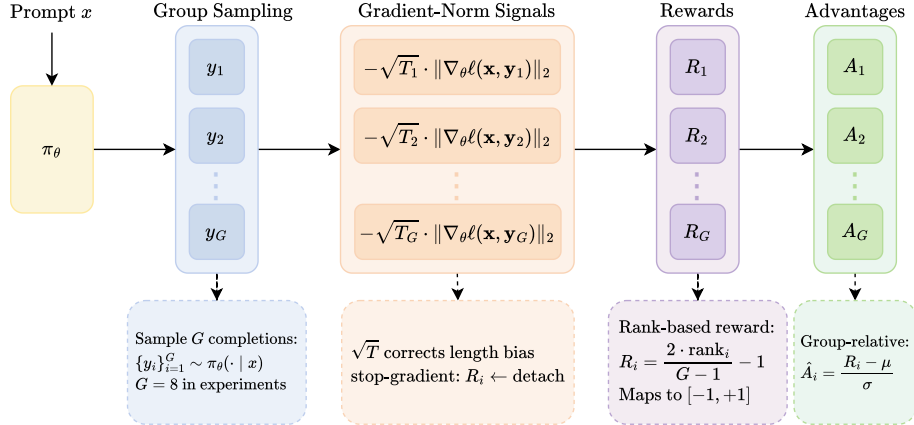 Prompt x
Group Sampling
Gradient-Norm Signals
Rewards
Advantages
π_θ
y_1
y_2
y_G
−√T_1 · ‖∇_θ ℓ(x, y_1)‖_2
−√T_2 · ‖∇_θ ℓ(x, y_2)‖_2
−√T_G · ‖∇_θ ℓ(x, y_G)‖_2
R_1
R_2
R_G
A_1
A_2
A_G
Sample G completions:
{y_i}_{i=1}^G ∼ π_θ(· | x)
G = 8 in experiments
√T corrects length bias
stop-gradient: R_i ← detach
Rank-based reward:
R_i = (2 · rank_i)/(G − 1) − 1
Maps to [−1, +1]
Group-relative:
Â_i = (R_i − μ)/σ